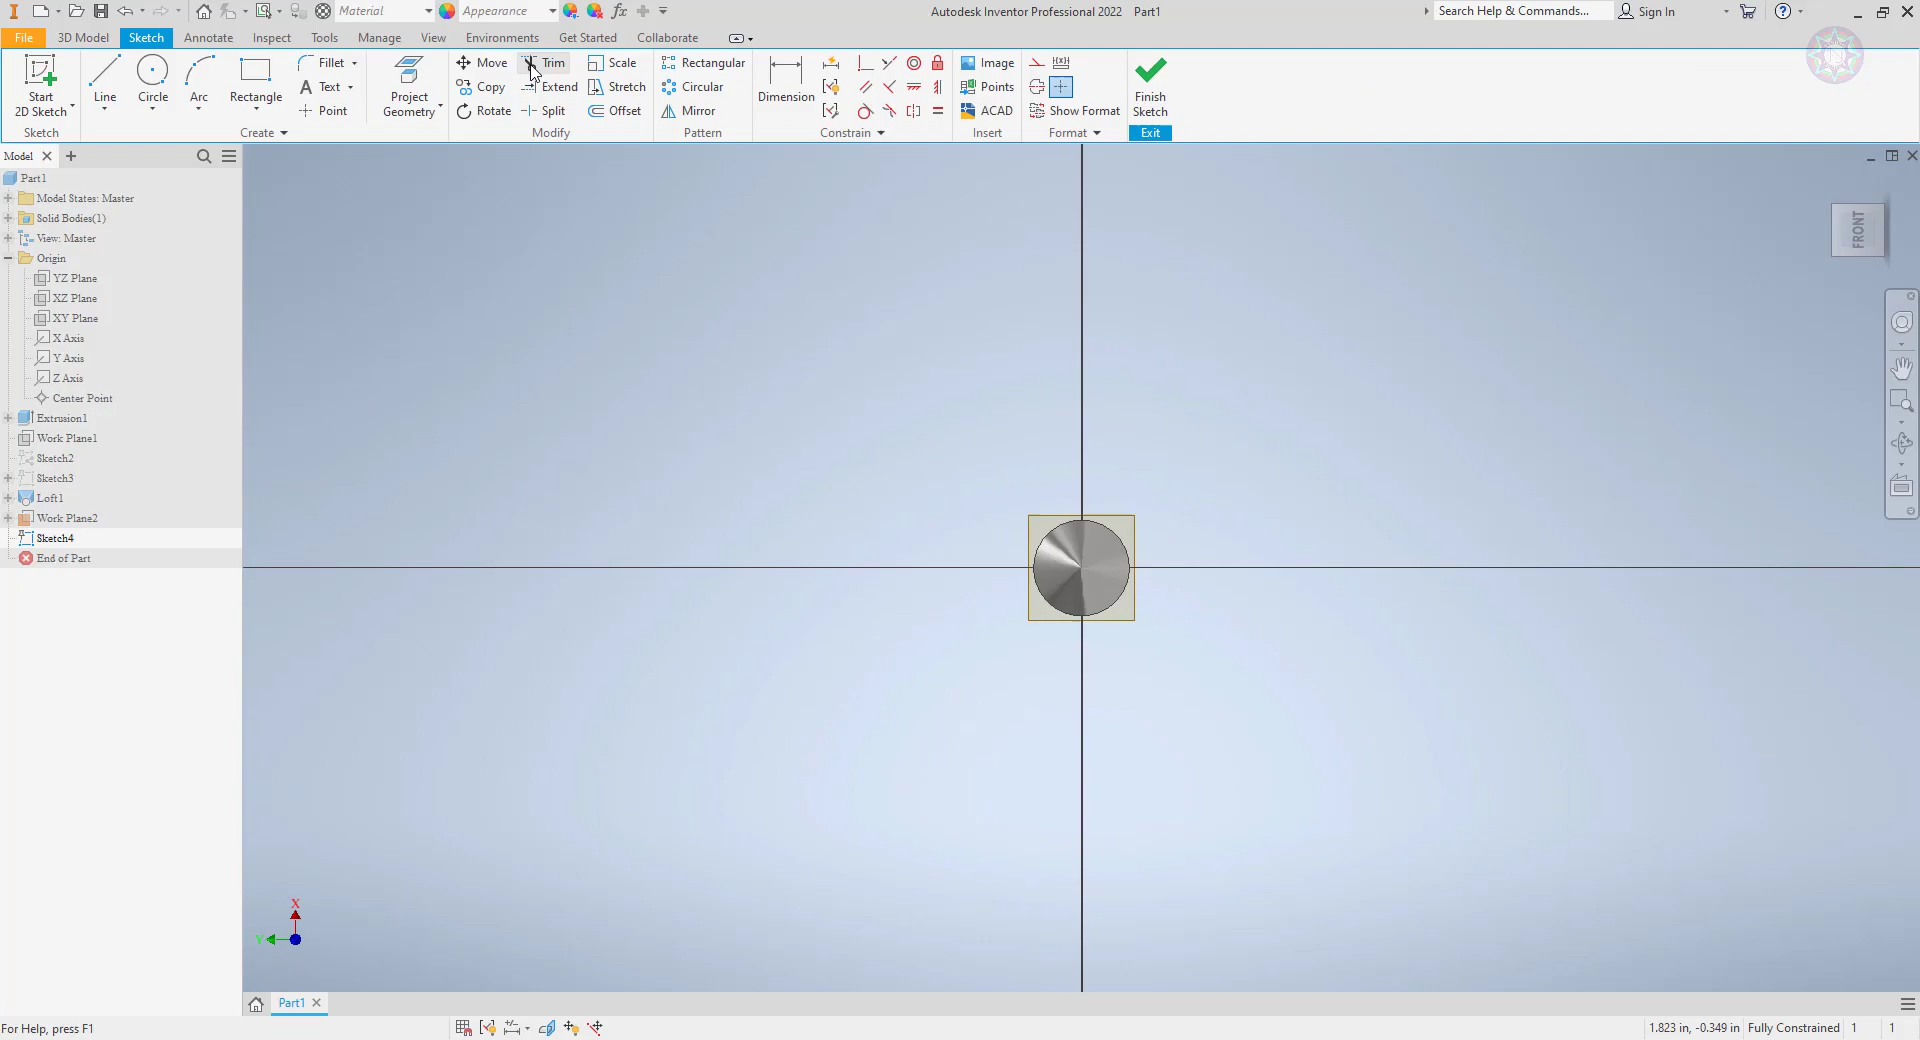 Material
Appearance
Autodesk Inventor Professional 2022 Part1
Search Help & Commands...
Sign In
File 3D Model Sketch Annotate Inspect Tools Manage View Environments Get Started Collaborate
Start
2D Sketch
Line
Circle
Arc
Rectangle
Fillet
Text
Point
Project
Geometry
Move
Copy
Rotate
Trim
Extend
Split
Scale
Stretch
Offset
Rectangular
Circular
Mirror
Dimension
Image
Points
ACAD
Show Format
Finish
Sketch
Sketch Create Modify Pattern Constrain Insert Format Exit
Model
Part1
Model States: Master
Solid Bodies(1)
View: Master
Origin
YZ Plane
XZ Plane
XY Plane
X Axis
Y Axis
Z Axis
Center Point
Extrusion1
Work Plane1
Sketch2
Sketch3
Loft1
Work Plane2
Sketch4
End of Part
FRONT
X
Y
Part1
For Help, press F1
1.823 in, -0.349 in Fully Constrained 1 1